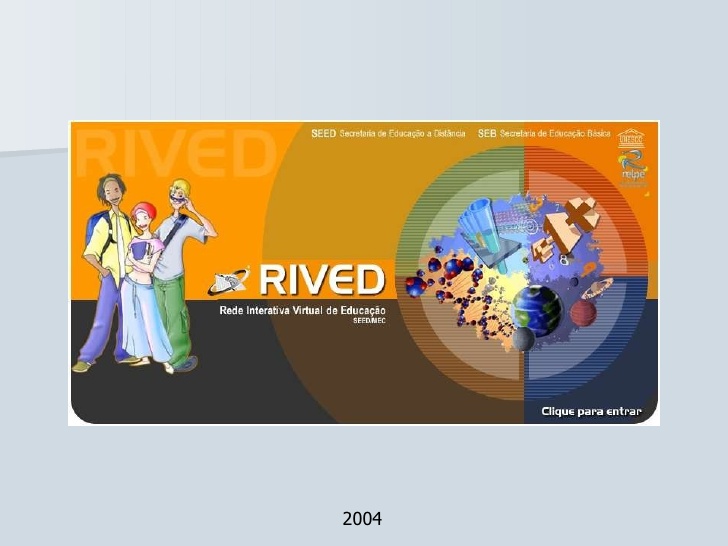 RIVED
SEED Secretaria de Educação a Distância SEB Secretaria de Educação Básica
UNESCO
relpe
RIVED
Rede Interativa Virtual de Educação
SEED/MEC
8
Clique para entrar
2004